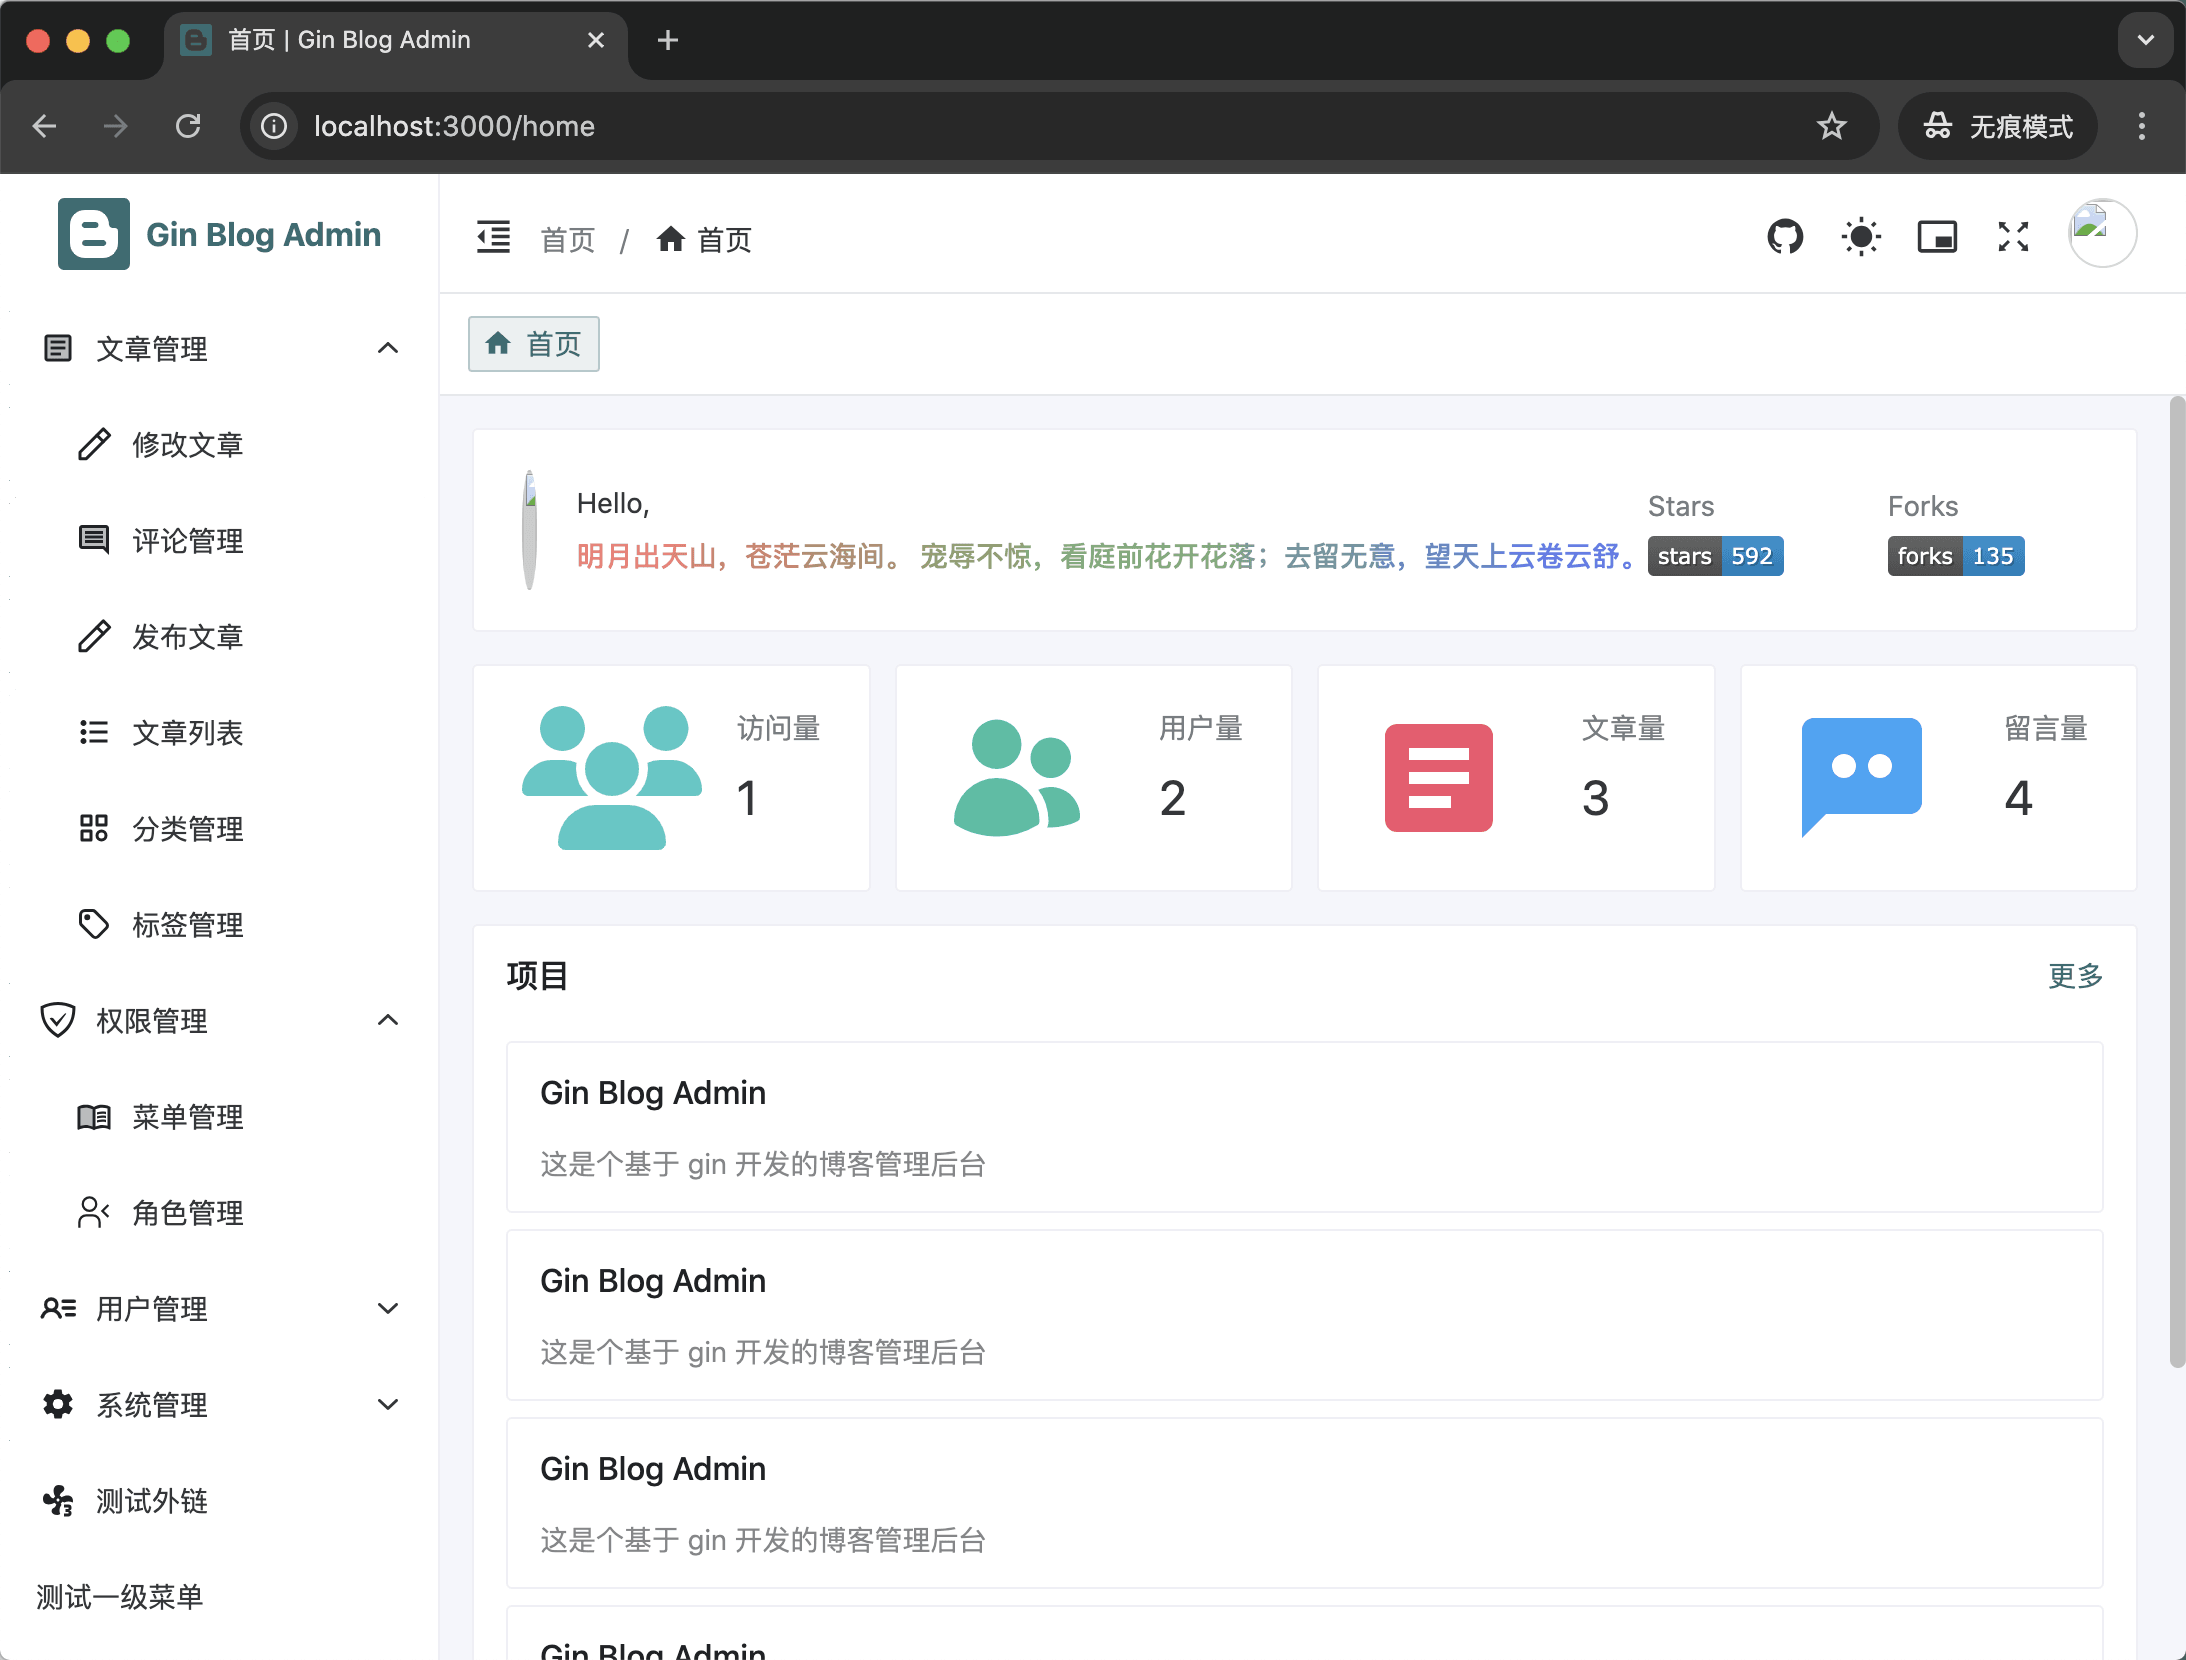 首页 | Gin Blog Admin
localhost:3000/home
无痕模式
Gin Blog Admin
文章管理
修改文章
评论管理
发布文章
文章列表
分类管理
标签管理
权限管理
菜单管理
角色管理
用户管理
系统管理
测试外链
测试一级菜单
首页 / 首页
首页
Hello,
明月出天山，苍茫云海间。 宠辱不惊，看庭前花开花落；去留无意，望天上云卷云舒。
Stars
stars 592
Forks
forks 135
访问量
1
用户量
2
文章量
3
留言量
4
项目
更多
Gin Blog Admin
这是个基于 gin 开发的博客管理后台
Gin Blog Admin
这是个基于 gin 开发的博客管理后台
Gin Blog Admin
这是个基于 gin 开发的博客管理后台
Gin Blog Admin